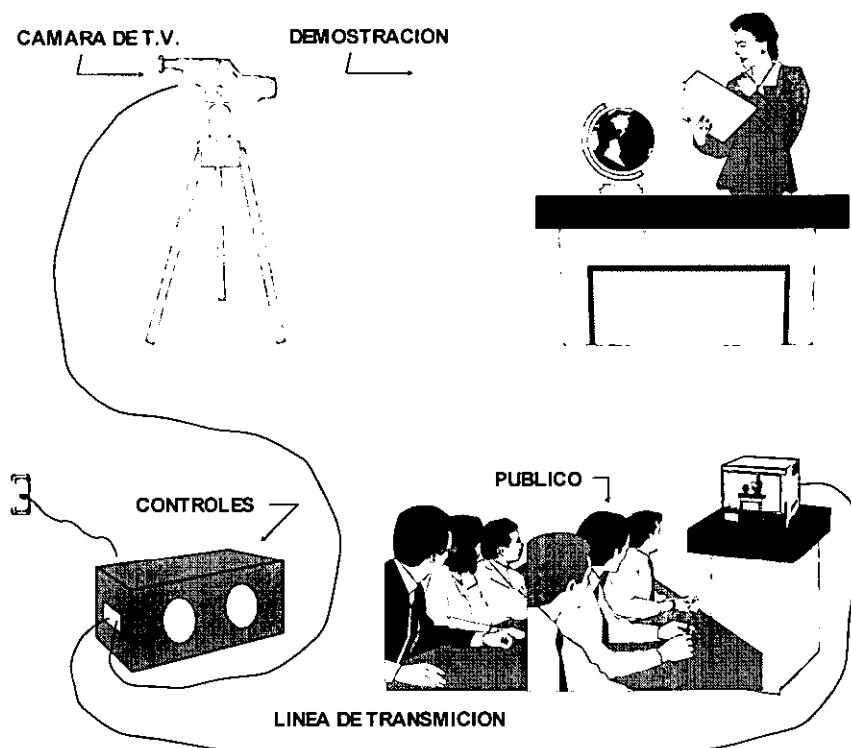 CAMARA DE T.V.
DEMOSTRACION
PUBLICO
CONTROLES
LINEA DE TRANSMICION